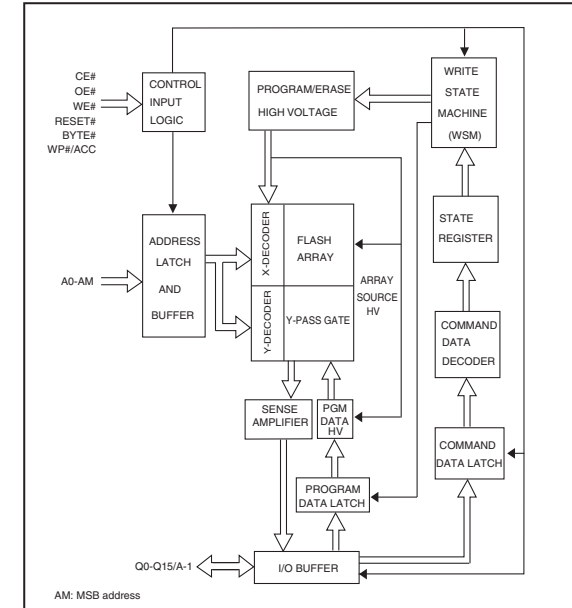 CE#
OE#
WE#
RESET#
BYTE#
WP#/ACC
CONTROL
INPUT
LOGIC
PROGRAM/ERASE
HIGH VOLTAGE
WRITE
STATE
MACHINE
(WSM)
A0-AM
ADDRESS
LATCH
AND
BUFFER
X-DECODER
FLASH
ARRAY
Y-DECODER
Y-PASS GATE
ARRAY
SOURCE
HV
STATE
REGISTER
COMMAND
DATA
DECODER
SENSE
AMPLIFIER
PGM
DATA
HV
COMMAND
DATA LATCH
PROGRAM
DATA LATCH
Q0-Q15/A-1
I/O BUFFER
AM: MSB address